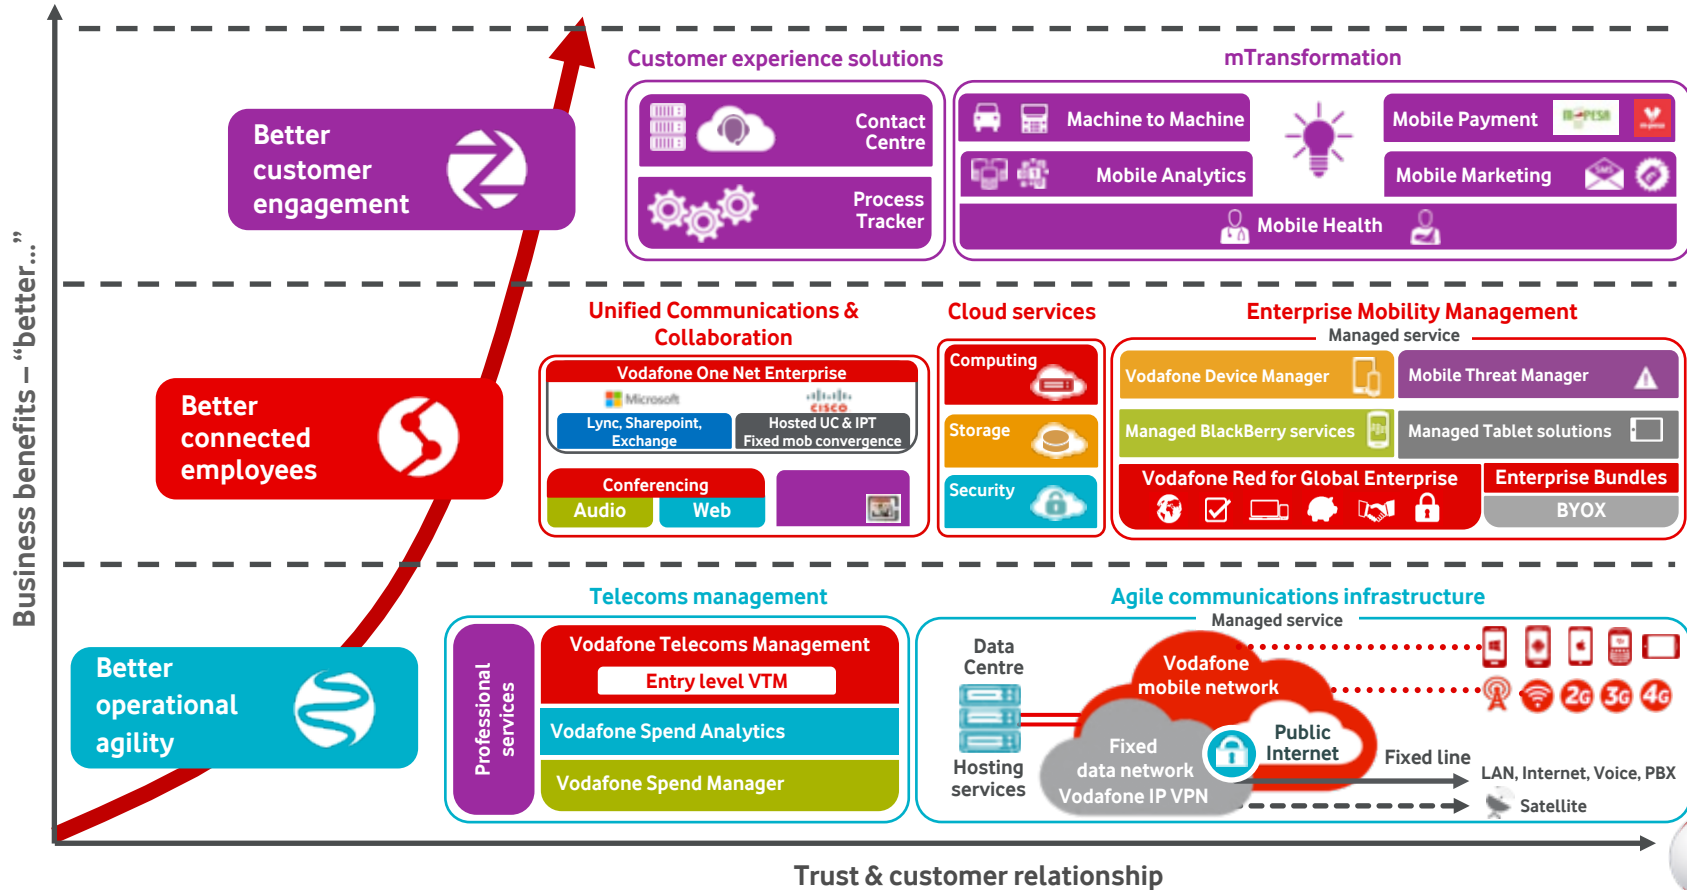 Business benefits – “better...”
Better
customer
engagement
Customer experience solutions
Contact
Centre
Process
Tracker
mTransformation
Machine to Machine
Mobile Payment
Mobile Analytics
Mobile Marketing
SMS
Mobile Health
Better
connected
employees
Unified Communications &
Collaboration
Vodafone One Net Enterprise
Microsoft
CISCO
Lync, Sharepoint,
Exchange
Hosted UC & IPT
Fixed mob convergence
Conferencing
Audio
Web
Cloud services
Computing
Storage
Security
Enterprise Mobility Management
Managed service
Vodafone Device Manager
Mobile Threat Manager
Managed BlackBerry services
Managed Tablet solutions
Vodafone Red for Global Enterprise
Enterprise Bundles
BYOX
Better
operational
agility
Telecoms management
Professional
services
Vodafone Telecoms Management
Entry level VTM
Vodafone Spend Analytics
Vodafone Spend Manager
Agile communications infrastructure
Managed service
Data
Centre
Hosting
services
Vodafone
mobile network
Public
Internet
Fixed
data network
Vodafone IP VPN
2G 3G 4G
Fixed line
LAN, Internet, Voice, PBX
Satellite
Trust & customer relationship